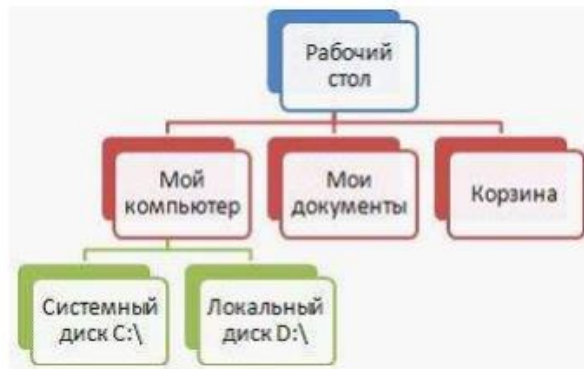 Рабочий
стол
Мой
компьютер
Мои
документы
Корзина
Системный
диск C:\
Локальный
диск D:\